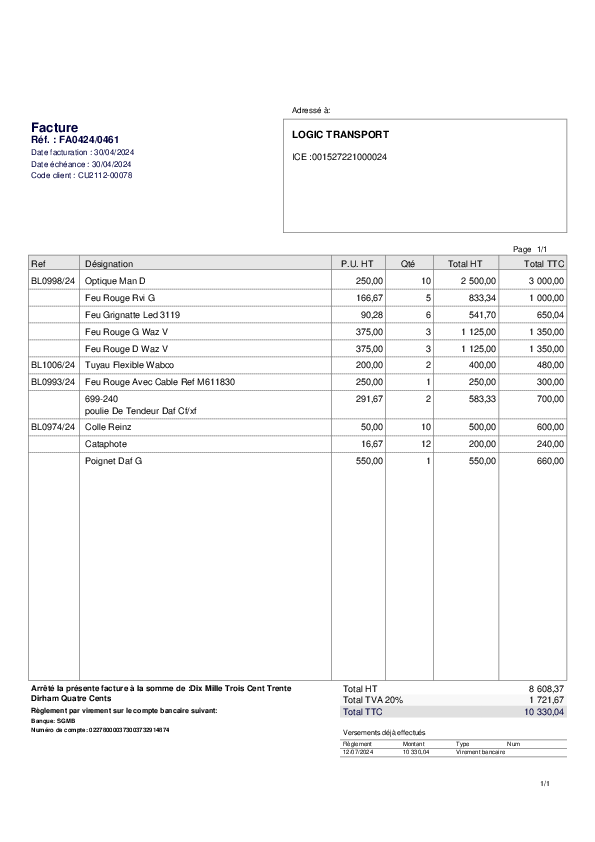 Adressé à:
Facture
Réf. : FA0424/0461
Date facturation : 30/04/2024
Date échéance : 30/04/2024
Code client : CU2112-00078
LOGIC TRANSPORT
ICE :001527221000024
Page 1/1
Ref Désignation P.U. HT Qté Total HT Total TTC
BL0998/24 Optique Man D 250,00 10 2 500,00 3 000,00
Feu Rouge Rvi G 166,67 5 833,34 1 000,00
Feu Grignatte Led 3119 90,28 6 541,70 650,04
Feu Rouge G Waz V 375,00 3 1 125,00 1 350,00
Feu Rouge D Waz V 375,00 3 1 125,00 1 350,00
BL1006/24 Tuyau Flexible Wabco 200,00 2 400,00 480,00
BL0993/24 Feu Rouge Avec Cable Ref M611830 250,00 1 250,00 300,00
699-240 291,67 2 583,33 700,00
poulie De Tendeur Daf Cf/xf
BL0974/24 Colle Reinz 50,00 10 500,00 600,00
Cataphote 16,67 12 200,00 240,00
Poignet Daf G 550,00 1 550,00 660,00
Arrêté la présente facture à la somme de :Dix Mille Trois Cent Trente
Dirham Quatre Cents
Règlement par virement sur le compte bancaire suivant:
Banque: SGMB
Numéro de compte: 022780000373003732914874
Total HT 8 608,37
Total TVA 20% 1 721,67
Total TTC 10 330,04
Versements déjà effectués
Règlement Montant Type Num
12/07/2024 10 330,04 Virement bancaire
1/1